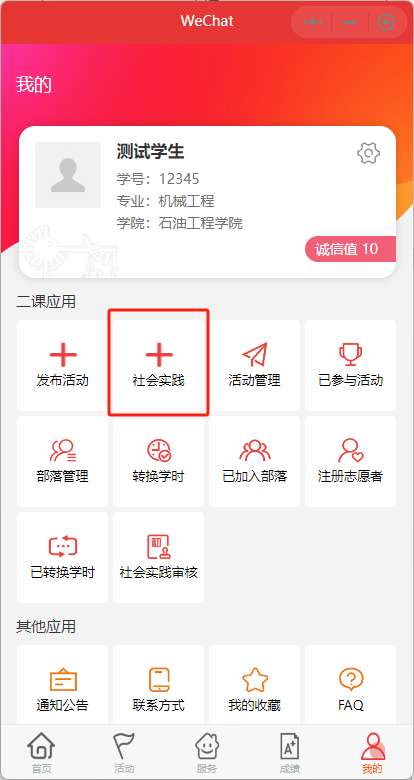 WeChat
我的
测试学生
学号：12345
专业：机械工程
学院：石油工程学院
诚信值 10
二课应用
发布活动
社会实践
活动管理
已参与活动
部落管理
转换学时
已加入部落
注册志愿者
已转换学时
社会实践审核
其他应用
通知公告
联系方式
我的收藏
FAQ
首页
活动
服务
成绩
我的